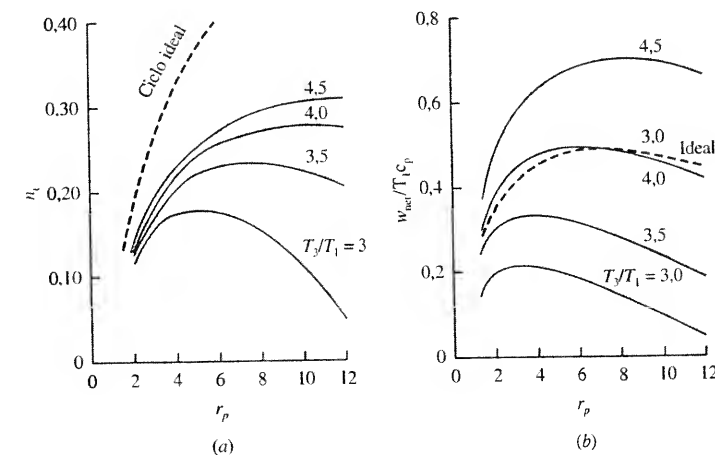 0,40
0,30
0,20
0,10
0
η_t
Ciclo ideal
4,5
4,0
3,5
T_3/T_1 = 3
0 2 4 6 8 10 12
r_p
(a)
0,8
0,6
0,4
0,2
0
w_net/T_1c_p
4,5
3,0
Ideal
4,0
3,5
T_3/T_1 = 3,0
0 2 4 6 8 10 12
r_p
(b)